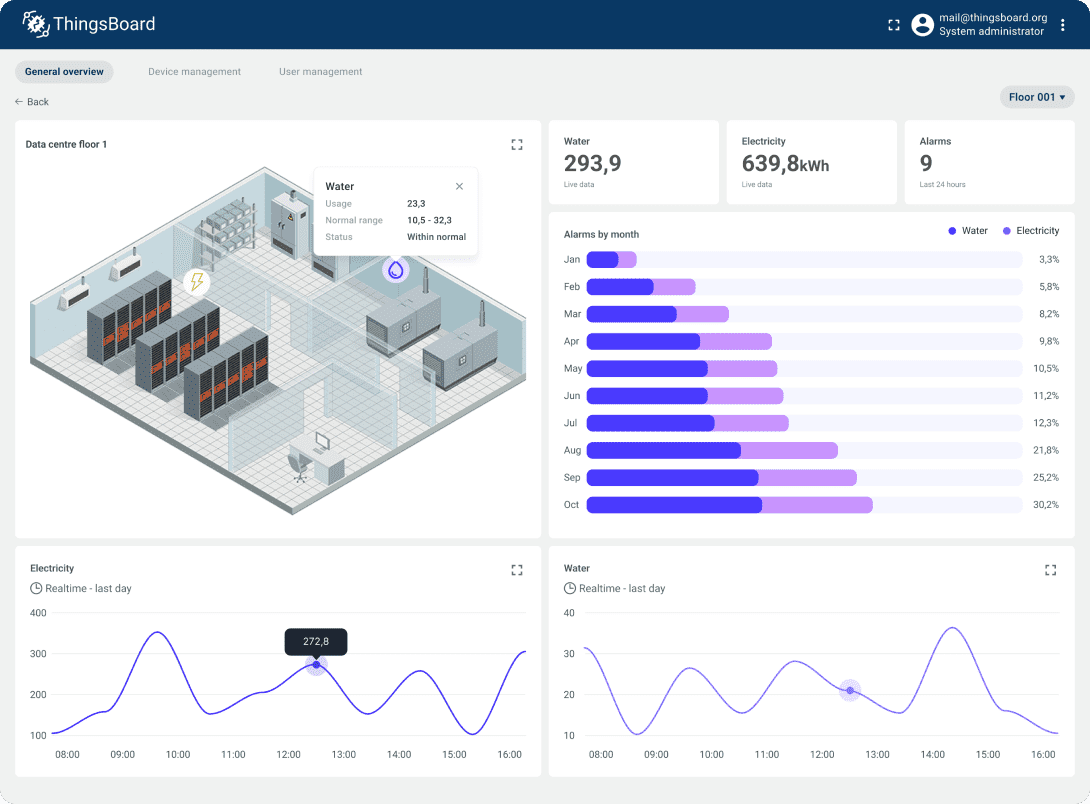 ThingsBoard
mail@thingsboard.org
System administrator
General overview
Device management
User management
Back
Floor 001
Data centre floor 1
Water
Usage 23,3
Normal range 10,5 - 32,3
Status Within normal
Water
293,9
Live data
Electricity
639,8kWh
Live data
Alarms
9
Last 24 hours
Alarms by month
Water
Electricity
Jan 3,3%
Feb 5,8%
Mar 8,2%
Apr 9,8%
May 10,5%
Jun 11,2%
Jul 12,3%
Aug 21,8%
Sep 25,2%
Oct 30,2%
Electricity
Realtime - last day
400
300
200
100
272,8
08:00 09:00 10:00 11:00 12:00 13:00 14:00 15:00 16:00
Water
Realtime - last day
40
30
20
10
08:00 09:00 10:00 11:00 12:00 13:00 14:00 15:00 16:00